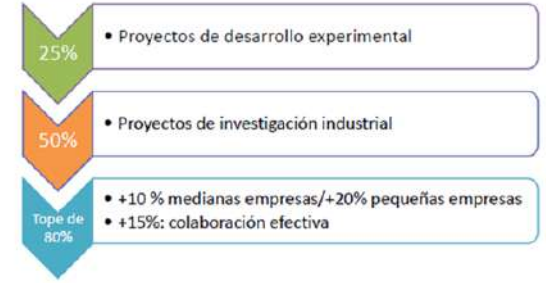 25%
• Proyectos de desarrollo experimental
50%
• Proyectos de investigación industrial
Tope de
80%
• +10 % medianas empresas/+20% pequeñas empresas
• +15%: colaboración efectiva